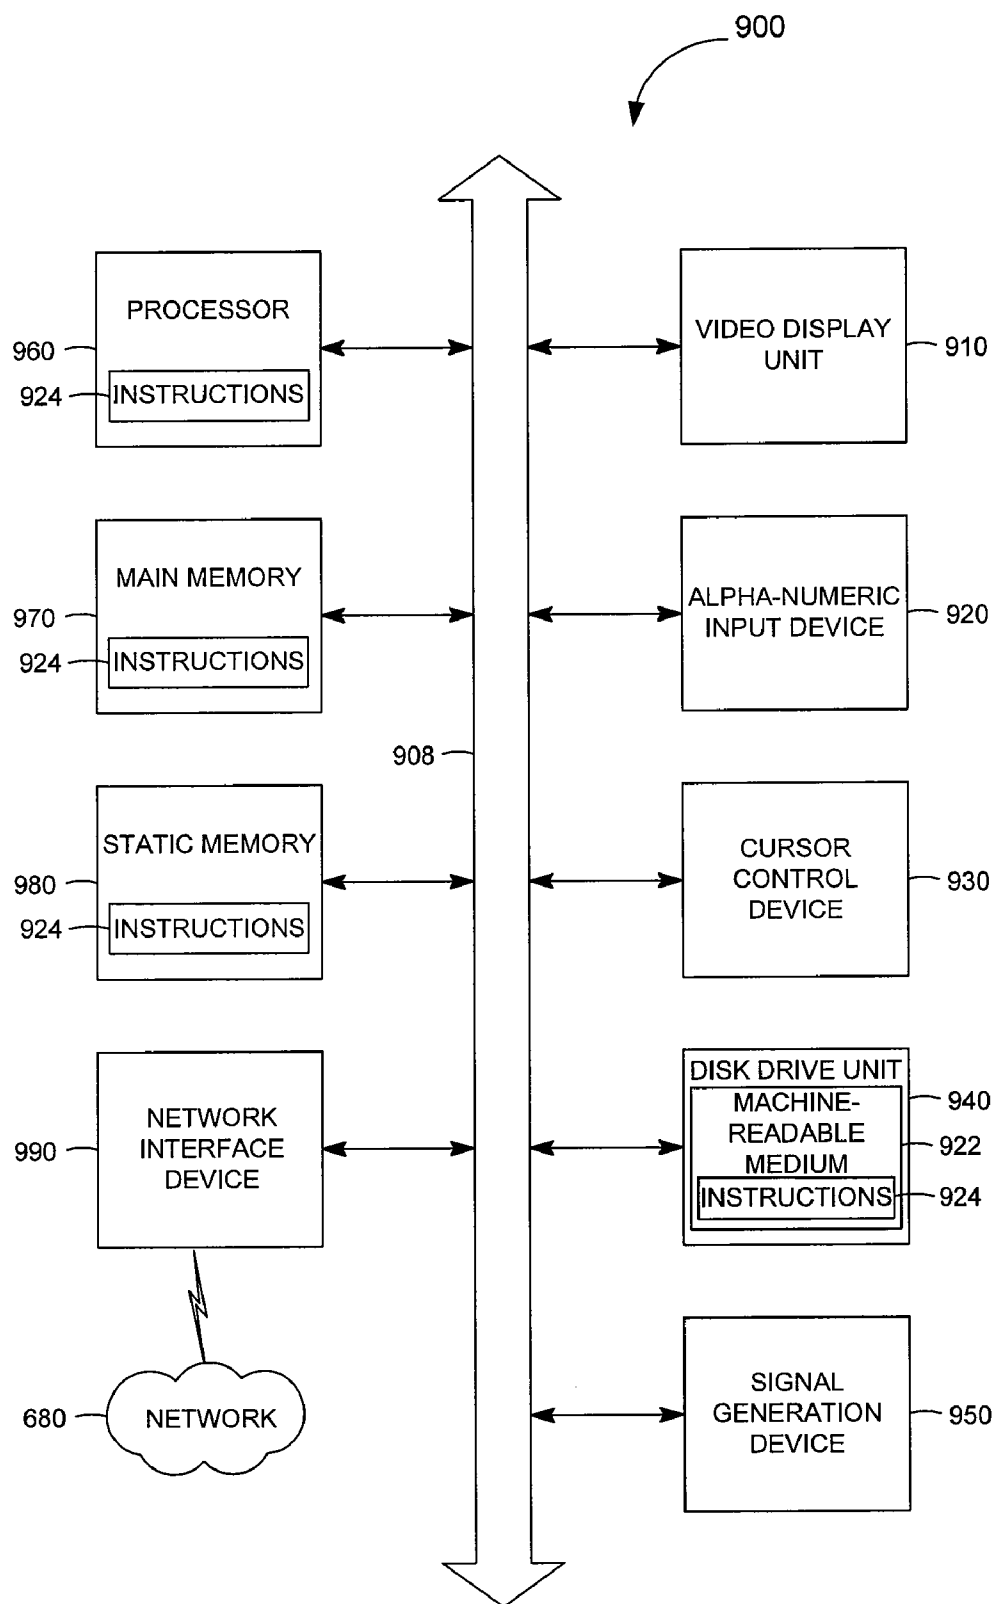 900
PROCESSOR
960
924
INSTRUCTIONS
VIDEO DISPLAY
UNIT
910
MAIN MEMORY
970
924
INSTRUCTIONS
ALPHA-NUMERIC
INPUT DEVICE
920
908
STATIC MEMORY
980
924
INSTRUCTIONS
CURSOR
CONTROL
DEVICE
930
NETWORK
INTERFACE
DEVICE
990
DISK DRIVE UNIT
940
MACHINE-
READABLE
MEDIUM
922
INSTRUCTIONS
924
680
NETWORK
SIGNAL
GENERATION
DEVICE
950